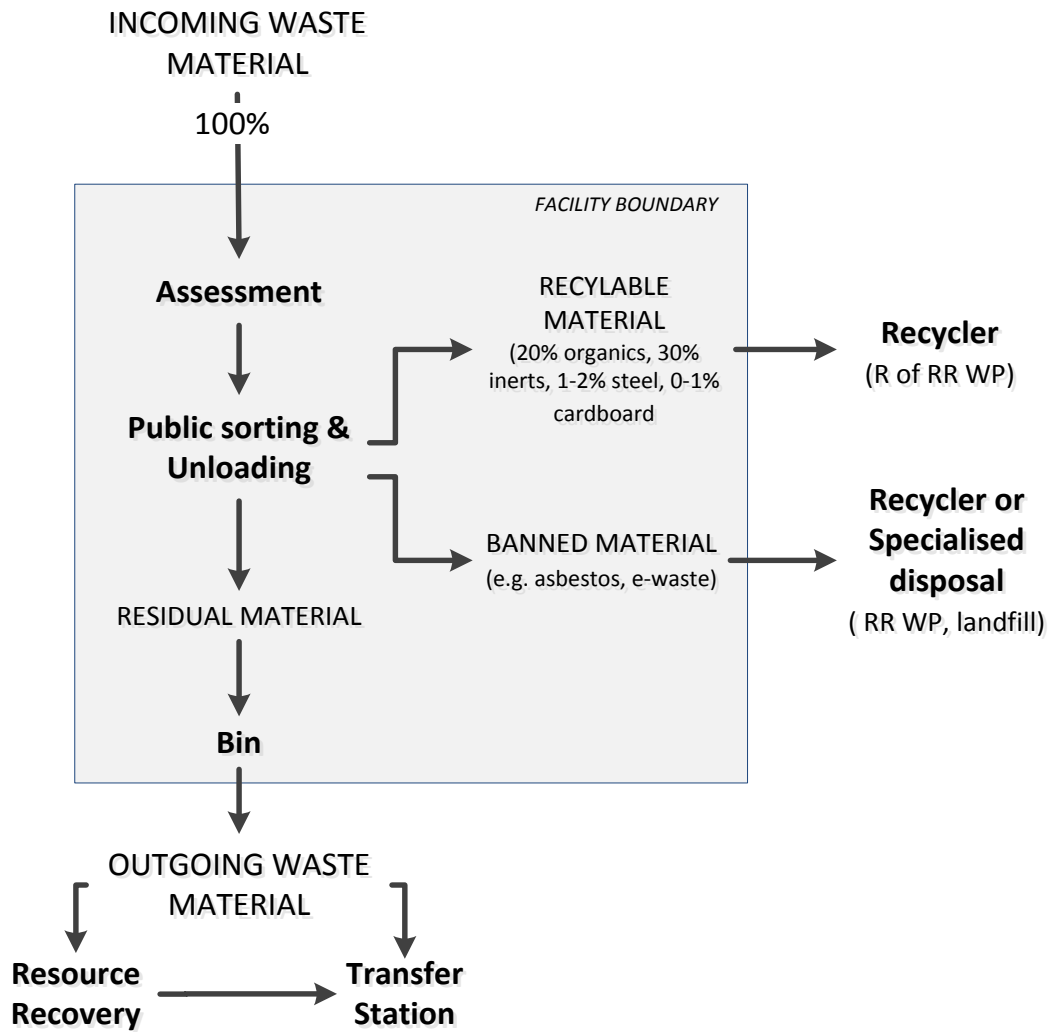 INCOMING WASTE
MATERIAL
100%
FACILITY BOUNDARY
Assessment
RECYLABLE
MATERIAL
(20% organics, 30%
inerts, 1-2% steel, 0-1%
cardboard
Recycler
(R of RR WP)
Public sorting &
Unloading
BANNED MATERIAL
(e.g. asbestos, e-waste)
Recycler or
Specialised
disposal
( RR WP, landfill)
RESIDUAL MATERIAL
Bin
OUTGOING WASTE
MATERIAL
Resource
Recovery
Transfer
Station